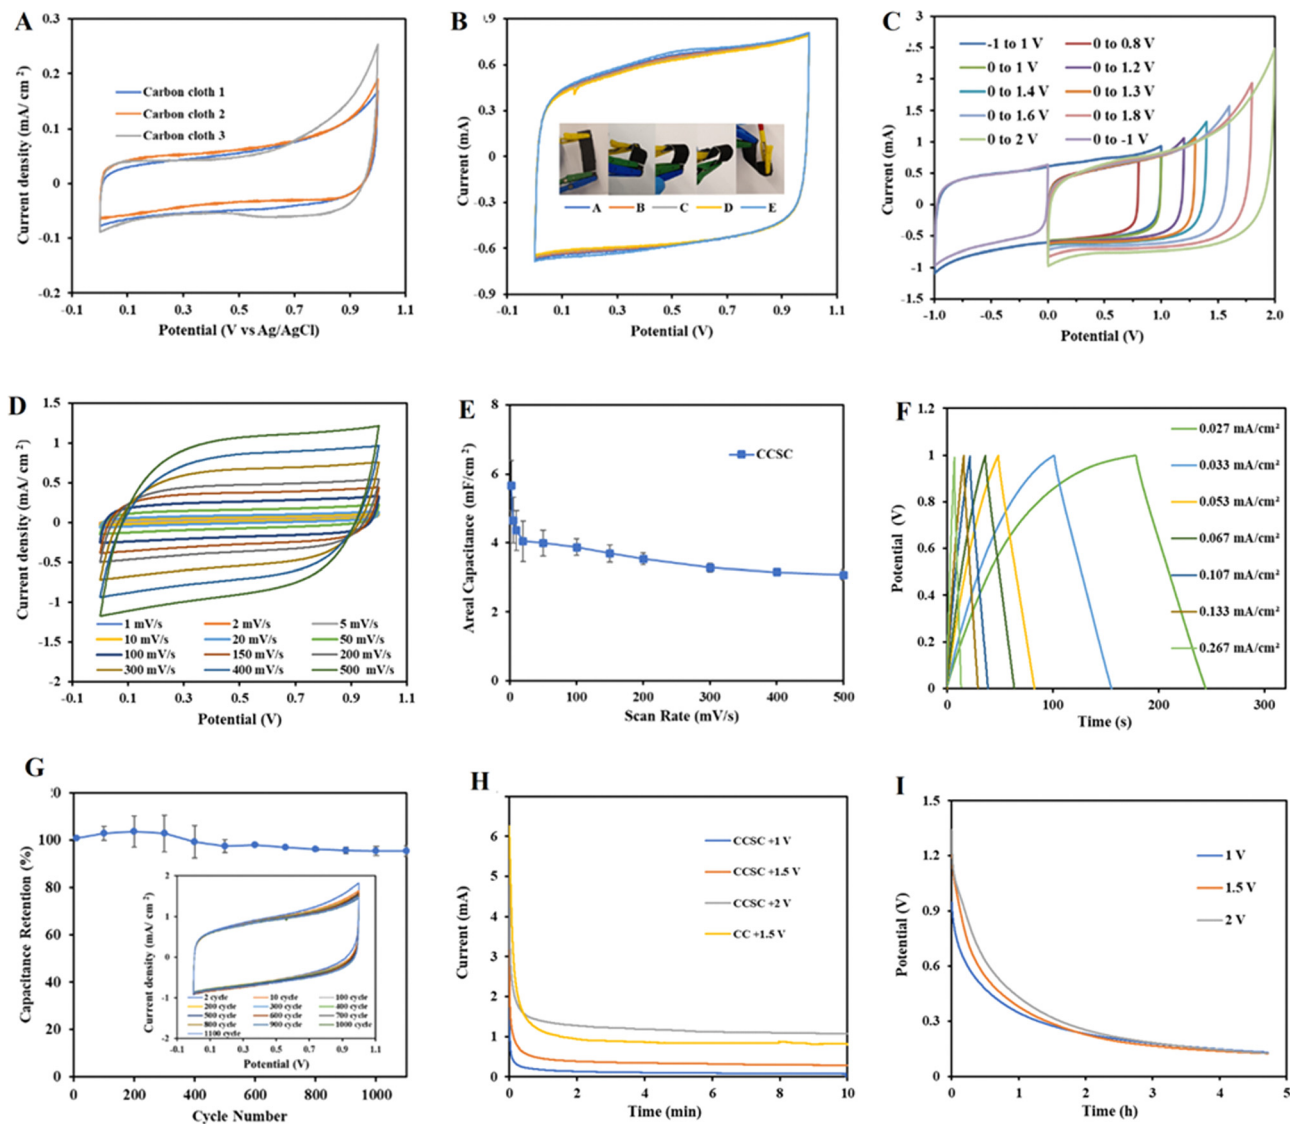 A
0.3
0.2
0.1
0
-0.1
-0.2
-0.1 0.1 0.3 0.5 0.7 0.9 1.1
Current density (mA/ cm 2)
Potential (V vs Ag/AgCl)
Carbon cloth 1
Carbon cloth 2
Carbon cloth 3
B
0.6
0.3
0
-0.3
-0.6
-0.9
-0.1 0.1 0.3 0.5 0.7 0.9 1.1
Current (mA)
Potential (V)
A B C D E
C
3
2
1.5
1
0.5
0
-1
-1.5
-1.0 0.0 0.5 1.0 1.5 2.0
Current (mA)
Potential (V)
-1 to 1 V 0 to 0.8 V
0 to 1 V 0 to 1.2 V
0 to 1.4 V 0 to 1.3 V
0 to 1.6 V 0 to 1.8 V
0 to 2 V 0 to -1 V
D
1.5
1
0.5
0
-0.5
-1
-1.5
-2
-0.1 0.1 0.3 0.5 0.7 0.9 1.1
Current density (mA/ cm 2)
Potential (V)
1 mV/s 2 mV/s 5 mV/s
10 mV/s 20 mV/s 50 mV/s
100 mV/s 150 mV/s 200 mV/s
300 mV/s 400 mV/s 500 mV/s
E
8
6
4
2
0
0 100 200 300 400 500
Areal Capacitance (mF/cm 2)
Scan Rate (mV/s)
CCSC
F
1.2
1
0.8
0.6
0.4
0.2
0
0 100 200 300
Potential (V)
Time (s)
0.027 mA/cm²
0.033 mA/cm²
0.053 mA/cm²
0.067 mA/cm²
0.107 mA/cm²
0.133 mA/cm²
0.267 mA/cm²
G
100
80
60
40
20
0
0 200 400 600 800 1000
Capacitance Retention (%)
Cycle Number
2
1
0
-1
-2
-0.1 0.1 0.3 0.5 0.7 0.9 1.1
Current density (mA/ cm 2)
Potential (V)
2 cycle 10 cycle 100 cycle
200 cycle 300 cycle 400 cycle
500 cycle 600 cycle 700 cycle
800 cycle 900 cycle 1000 cycle
1100 cycle
H
6
5
4
3
2
1
0
0 2 4 6 8 10
Current (mA)
Time (min)
CCSC +1 V
CCSC +1.5 V
CCSC +2 V
CC +1.5 V
I
1.5
1.2
0.9
0.6
0.3
0
0 1 2 3 4 5
Potential (V)
Time (h)
1 V
1.5 V
2 V